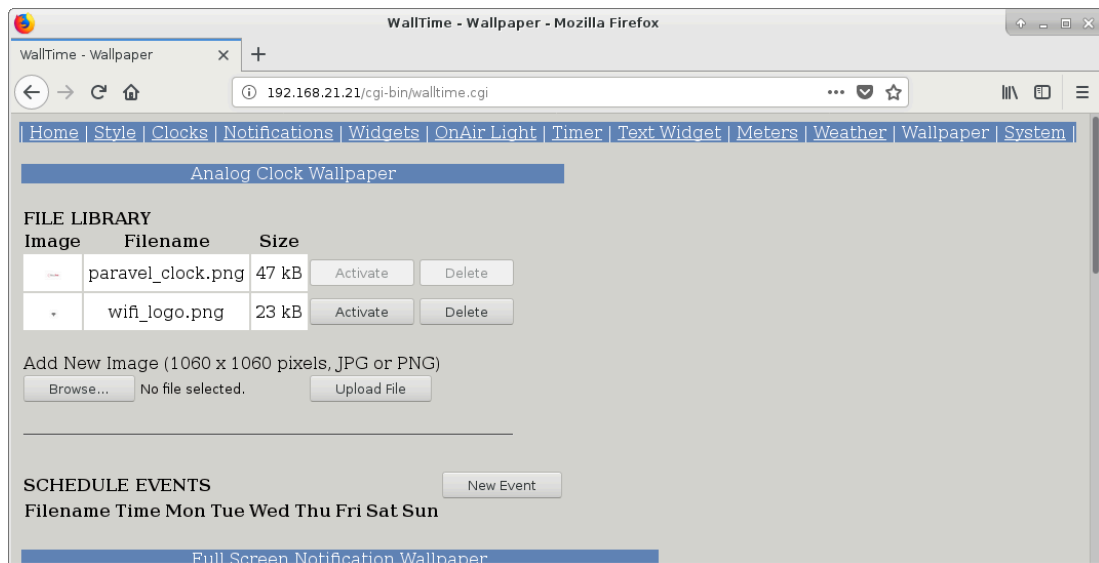 WallTime - Wallpaper - Mozilla Firefox
WallTime - Wallpaper
192.168.21.21/cgi-bin/walltime.cgi
| Home | Style | Clocks | Notifications | Widgets | OnAir Light | Timer | Text Widget | Meters | Weather | Wallpaper | System |
Analog Clock Wallpaper
FILE LIBRARY
Image Filename Size
paravel_clock.png 47 kB Activate Delete
wifi_logo.png 23 kB Activate Delete
Add New Image (1060 x 1060 pixels, JPG or PNG)
Browse... No file selected. Upload File
SCHEDULE EVENTS New Event
Filename Time Mon Tue Wed Thu Fri Sat Sun
Full Screen Notification Wallpaper